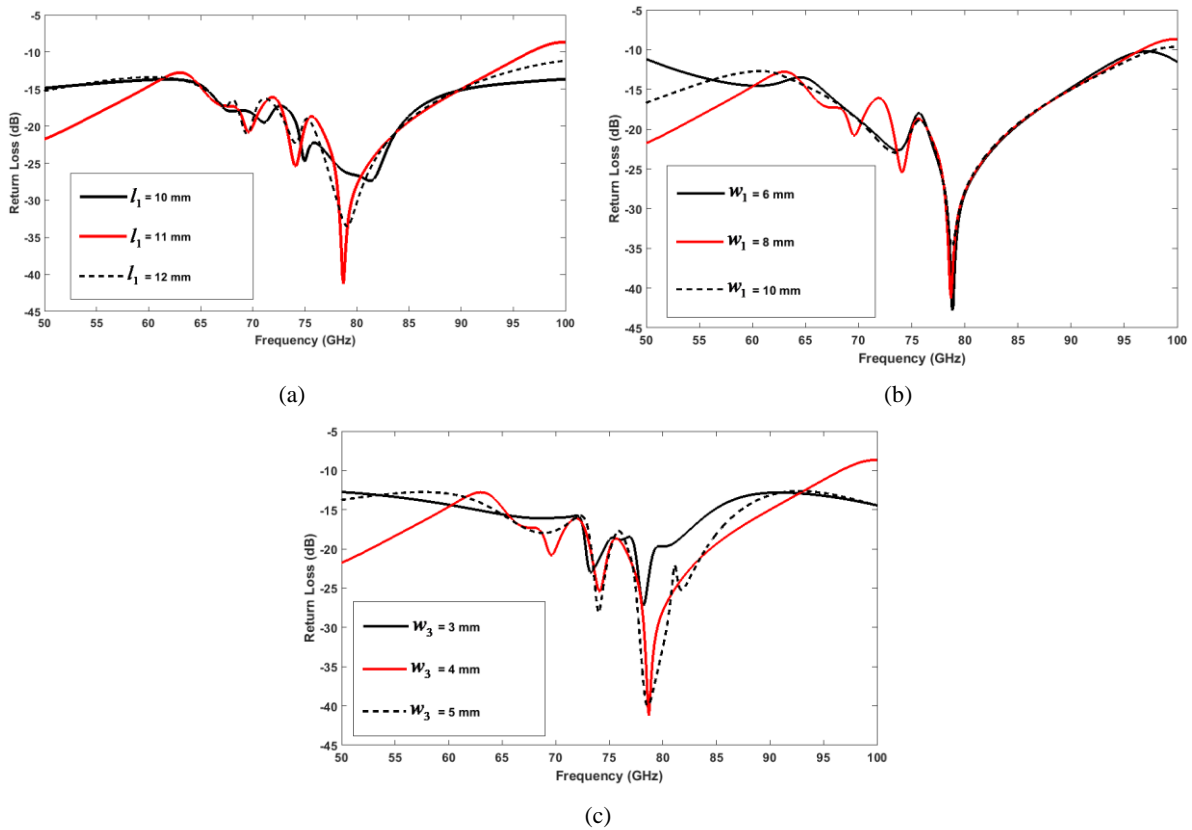 -5
-10
-15
-20
-25
-30
-35
-40
-45
Return Loss (dB)
l1 = 10 mm
l1 = 11 mm
l1 = 12 mm
50 55 60 65 70 75 80 85 90 95 100
Frequency (GHz)
(a)
-5
-10
-15
-20
-25
-30
-35
-40
-45
Return Loss (dB)
w1 = 6 mm
w1 = 8 mm
w1 = 10 mm
50 55 60 65 70 75 80 85 90 95 100
Frequency (GHz)
(b)
-5
-10
-15
-20
-25
-30
-35
-40
-45
Return Loss (dB)
w3 = 3 mm
w3 = 4 mm
w3 = 5 mm
50 55 60 65 70 75 80 85 90 95 100
Frequency (GHz)
(c)